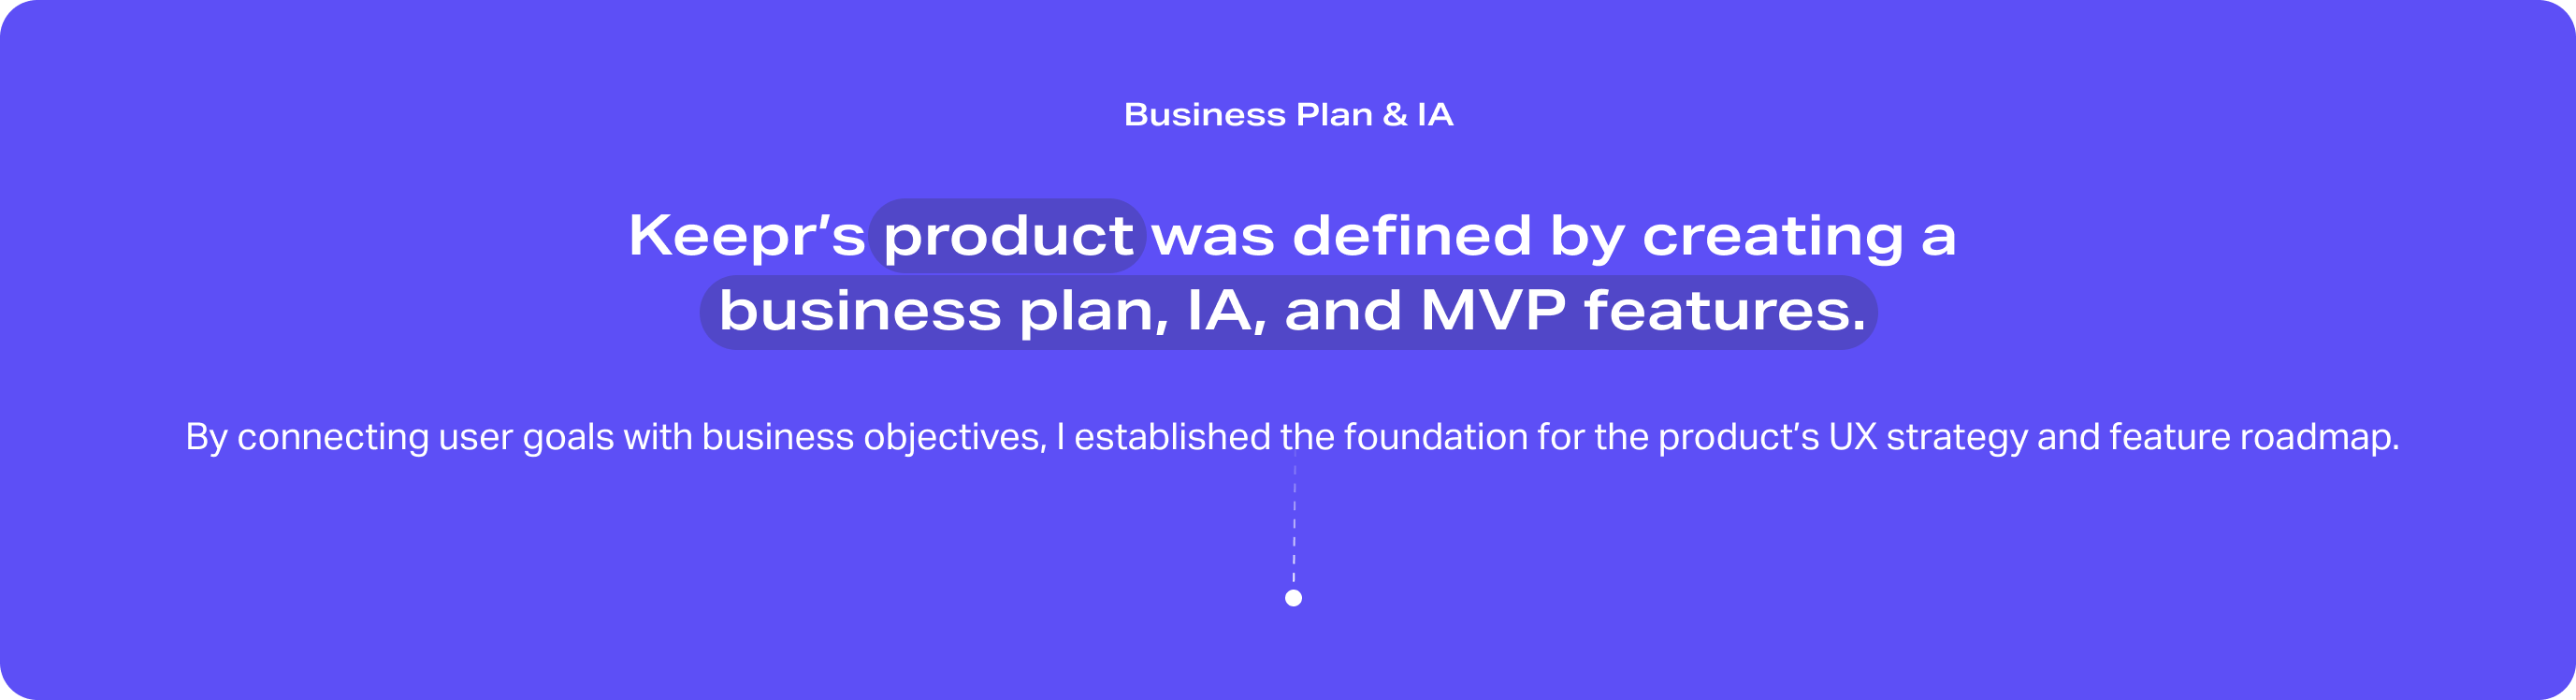 Business Plan & IA
Keepr’s product was defined by creating a
business plan, IA, and MVP features.
By connecting user goals with business objectives, I established the foundation for the product’s UX strategy and feature roadmap.